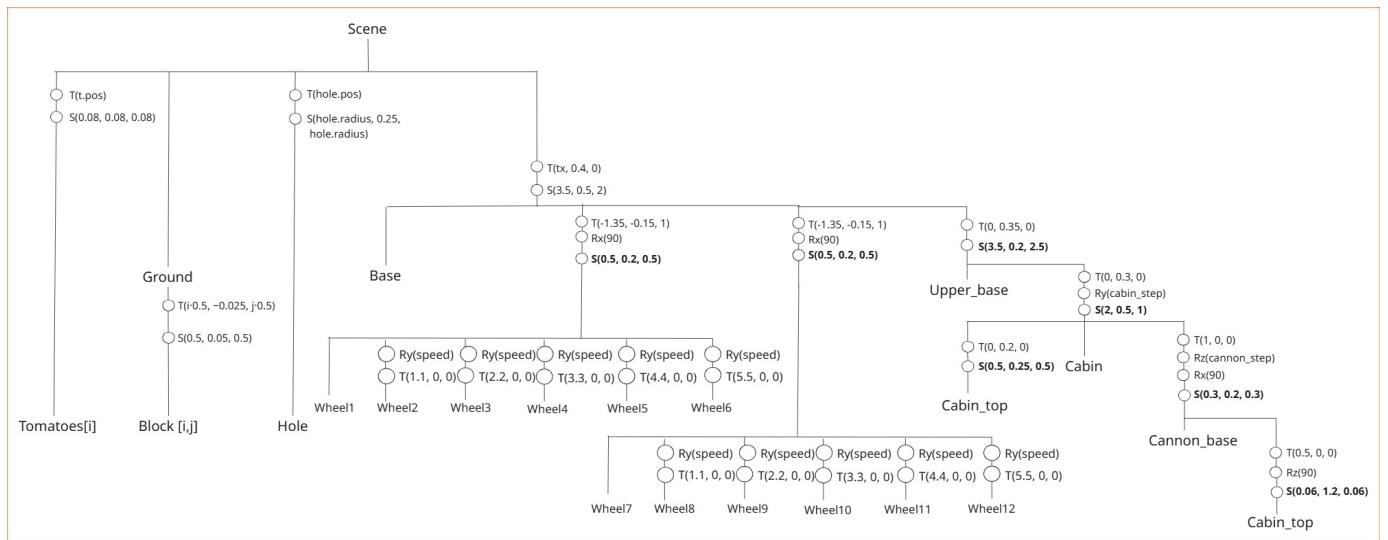 Scene
T(t.pos)
S(0.08, 0.08, 0.08)
T(hole.pos)
S(hole.radius, 0.25,
hole.radius)
T(tx, 0.4, 0)
S(3.5, 0.5, 2)
T(-1.35, -0.15, 1)
Rx(90)
S(0.5, 0.2, 0.5)
T(-1.35, -0.15, 1)
Rx(90)
S(0.5, 0.2, 0.5)
T(0, 0.35, 0)
S(3.5, 0.2, 2.5)
Ground
Base
Upper_base
T(i·0.5, −0.025, j·0.5)
S(0.5, 0.05, 0.5)
T(0, 0.3, 0)
Ry(cabin_step)
S(2, 0.5, 1)
T(0, 0.2, 0)
S(0.5, 0.25, 0.5)
Cabin
T(1, 0, 0)
Rz(cannon_step)
Rx(90)
S(0.3, 0.2, 0.3)
Ry(speed) Ry(speed) Ry(speed) Ry(speed) Ry(speed)
T(1.1, 0, 0) T(2.2, 0, 0) T(3.3, 0, 0) T(4.4, 0, 0) T(5.5, 0, 0)
Wheel1 Wheel2 Wheel3 Wheel4 Wheel5 Wheel6
Cabin_top
Tomatoes[i] Block [i,j] Hole
Cannon_base
Ry(speed) Ry(speed) Ry(speed) Ry(speed) Ry(speed)
T(1.1, 0, 0) T(2.2, 0, 0) T(3.3, 0, 0) T(4.4, 0, 0) T(5.5, 0, 0)
Wheel7 Wheel8 Wheel9 Wheel10 Wheel11 Wheel12
T(0.5, 0, 0)
Rz(90)
S(0.06, 1.2, 0.06)
Cabin_top